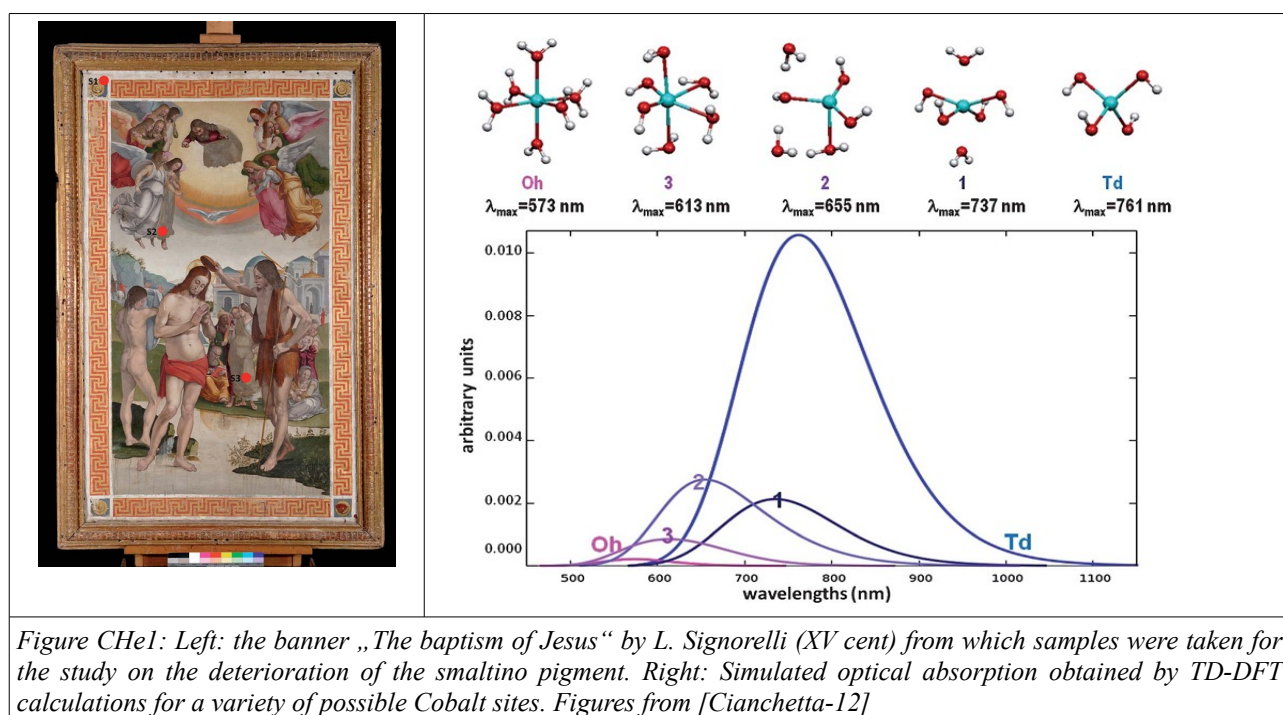 S1
S2
S3
Oh 3 2 1 Td
λmax=573 nm λmax=613 nm λmax=655 nm λmax=737 nm λmax=761 nm
0.010
0.008
0.006
0.004
0.002
0.000
arbitrary units
Oh
3
2
1
Td
500 600 700 800 900 1000 1100
wavelengths (nm)
Figure CHe1: Left: the banner „The baptism of Jesus“ by L. Signorelli (XV cent) from which samples were taken for
the study on the deterioration of the smaltino pigment. Right: Simulated optical absorption obtained by TD-DFT
calculations for a variety of possible Cobalt sites. Figures from [Cianchetta-12]